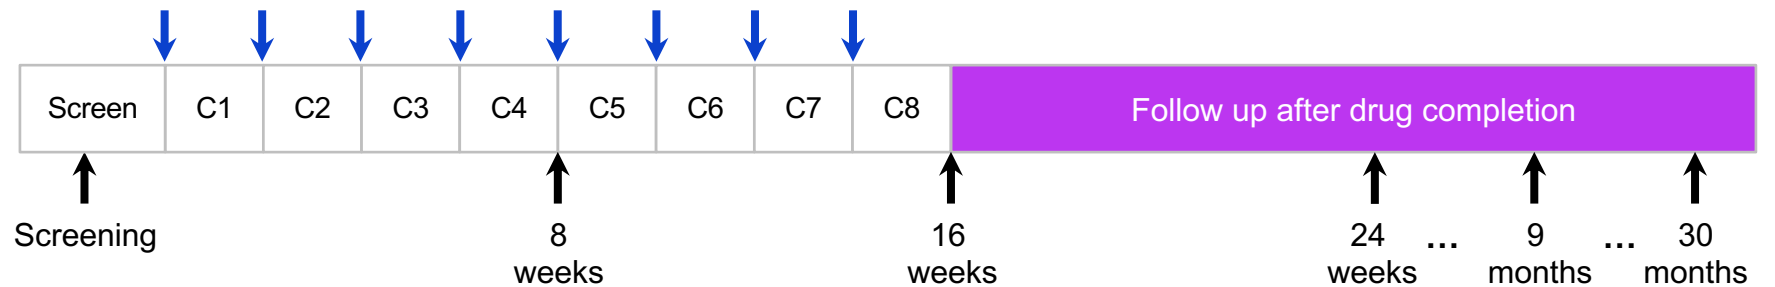 Screen C1 C2 C3 C4 C5 C6 C7 C8 Follow up after drug completion
Screening 8 16 24 ... 9 ... 30
weeks weeks weeks months months